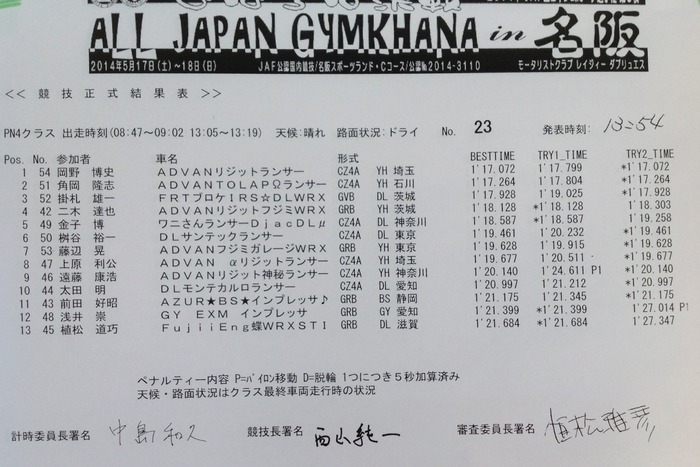 ALL JAPAN GYMKHANA in 名阪
2014年5月17日(土)~18日(日) JAF公認国内競技/名阪スポーツランド・Cコース/公認No2014-3110 モータリストクラブ レイディー ダブリュエス
<< 競技正式結果表 >>
PN4クラス 出走時刻(08:47~09:02 13:05~13:19) 天候:晴れ 路面状況:ドライ No. 23 発表時刻: 13:54
Pos. No. 参加者 車名 形式 BESTTIME TRY1_TIME TRY2_TIME
1 54 岡野 博史 ADVANリジットランサー CZ4A YH 埼玉 1'17.072 1'17.799 *1'17.072
2 51 角岡 隆志 ADVANTOLAPΩランサー CZ4A YH 石川 1'17.264 1'17.804 *1'17.264
3 52 掛札 雄一 FRTブロケIRS☆DLWRX GVB DL 茨城 1'17.928 1'19.025 *1'17.928
4 42 二木 達也 ADVANリジットフジミWRX GRB YH 茨城 1'18.128 *1'18.128 1'18.303
5 49 金子 博 ワニさんランサーDjacDLμ CZ4A DL 神奈川 1'18.587 *1'18.587 1'19.258
6 50 桝谷 裕一 DLサンテックランサー CZ4A DL 東京 1'19.461 1'20.232 *1'19.461
7 53 藤辺 晃 ADVANフジミガレージWRX GRB YH 東京 1'19.628 1'19.915 *1'19.628
8 47 上原 利公 ADVAN αリジットランサー CZ4A YH 埼玉 1'19.677 1'20.511 *1'19.677
9 46 遠藤 康浩 ADVANリジット神秘ランサー CZ4A YH 神奈川 1'20.140 1'24.611 P1 *1'20.140
10 44 太田 明 DLモンテカルロランサー CZ4A DL 愛知 1'20.997 1'21.212 *1'20.997
11 43 前田 好昭 AZUR★BS★インプレッサ♪ GRB BS 静岡 1'21.175 1'21.345 *1'21.175
12 48 浅井 崇 GY EXM インプレッサ GRB GY 愛知 1'21.399 *1'21.399 1'27.014 P1
13 45 植松 道巧 FujiiEng蝶WRXSTI GRB DL 滋賀 1'21.684 *1'21.684 1'27.347
ペナルティー内容 P=パイロン移動 D=脱輪 1つにつき5秒加算済み
天候・路面状況はクラス最終車両走行時の状況
計時委員長署名 中島和久 競技長署名 西山純一 審査委員長署名 植松雅彦